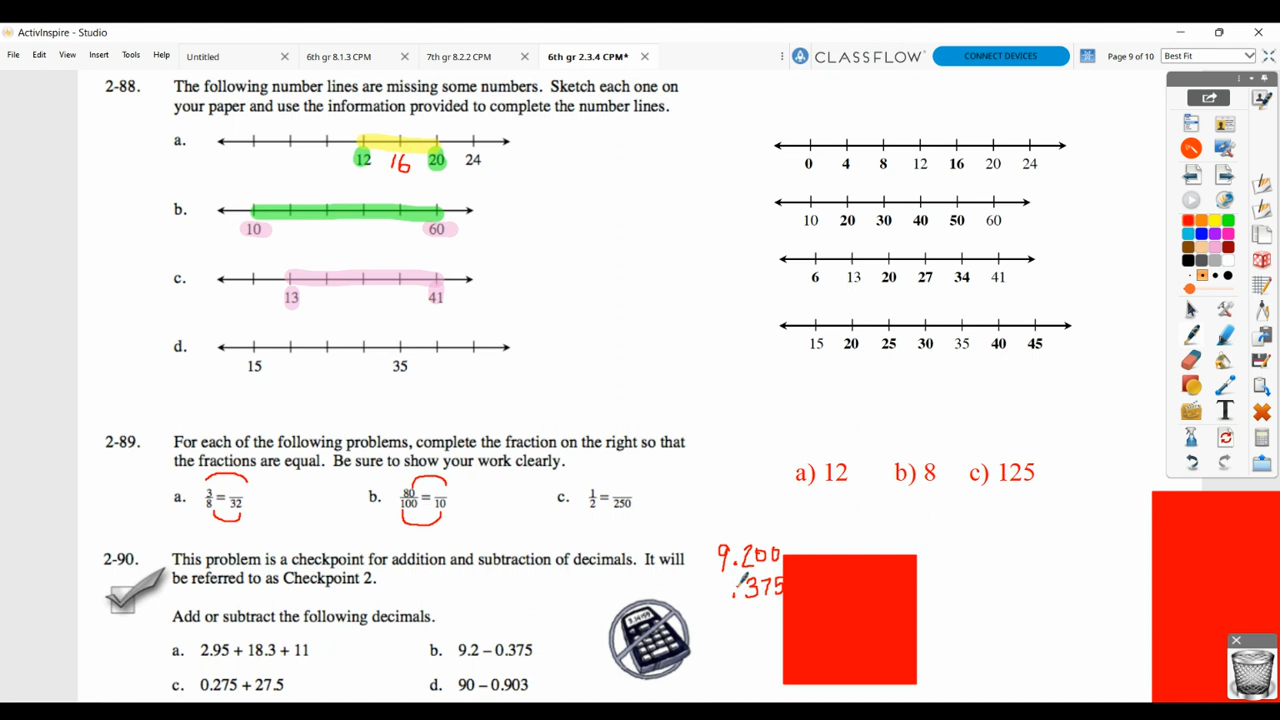 ActivInspire - Studio
File Edit View Insert Tools Help
Untitled
6th gr 8.1.3 CPM
7th gr 8.2.2 CPM
6th gr 2.3.4 CPM*
CLASSFLOW
CONNECT DEVICES
Page 9 of 10
Best Fit
2-88. The following number lines are missing some numbers. Sketch each one on
your paper and use the information provided to complete the number lines.
a.
12 16 20 24
b.
10 60
c.
13 41
d.
15 35
0 4 8 12 16 20 24
10 20 30 40 50 60
6 13 20 27 34 41
15 20 25 30 35 40 45
2-89. For each of the following problems, complete the fraction on the right so that
the fractions are equal. Be sure to show your work clearly.
a. 3/8 = /32 b. 80/100 = /10 c. 1/2 = /250
a) 12 b) 8 c) 125
2-90. This problem is a checkpoint for addition and subtraction of decimals. It will
be referred to as Checkpoint 2.
Add or subtract the following decimals.
a. 2.95 + 18.3 + 11 b. 9.2 – 0.375
c. 0.275 + 27.5 d. 90 – 0.903
9.200
.375